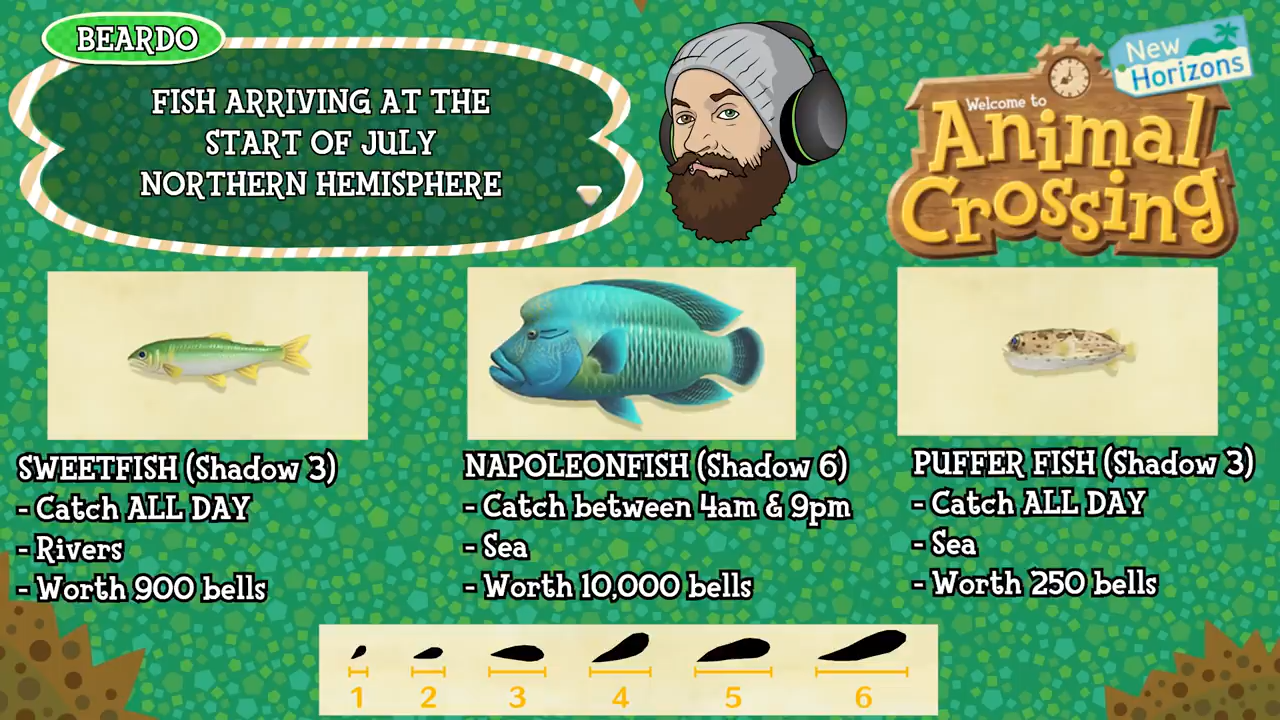 BEARDO
FISH ARRIVING AT THE
START OF JULY
NORTHERN HEMISPHERE
New
Horizons
Welcome to
Animal
Crossing
SWEETFISH (Shadow 3)
- Catch ALL DAY
- Rivers
- Worth 900 bells
NAPOLEONFISH (Shadow 6)
- Catch between 4am & 9pm
- Sea
- Worth 10,000 bells
PUFFER FISH (Shadow 3)
- Catch ALL DAY
- Sea
- Worth 250 bells
1 2 3 4 5 6